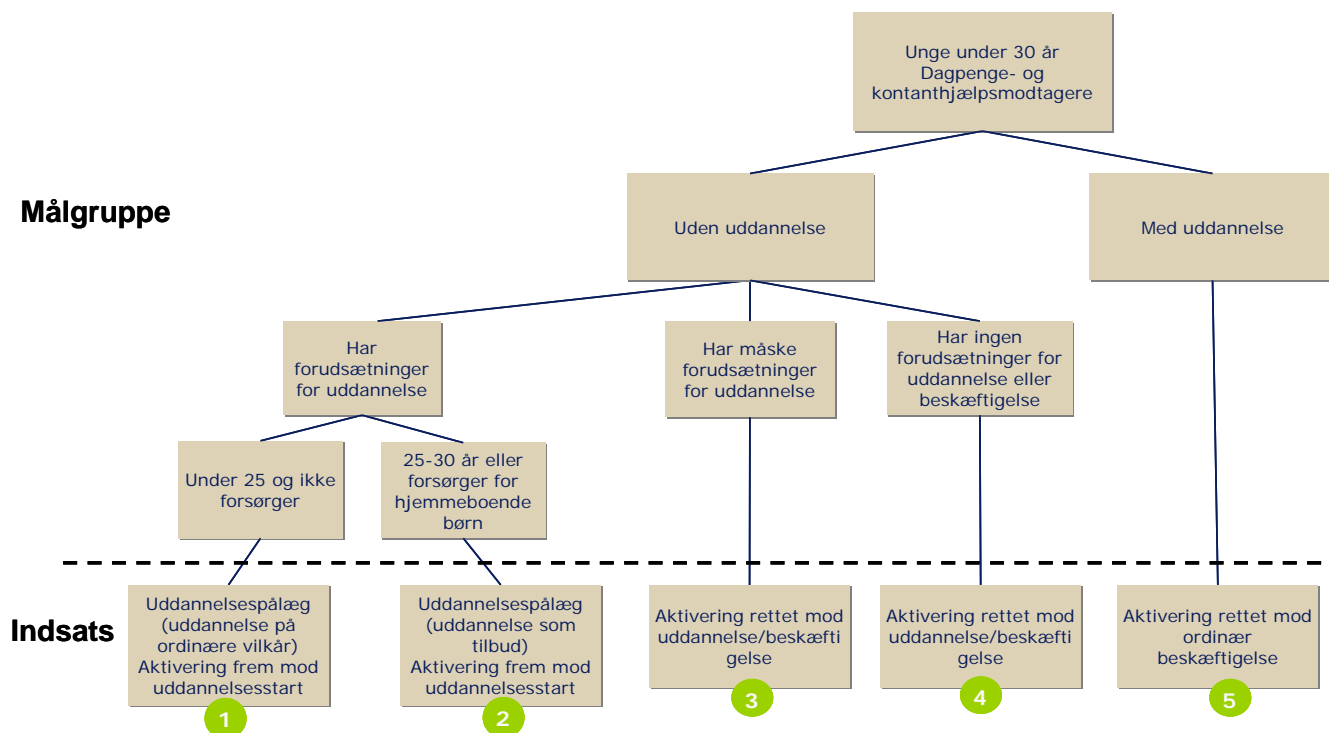 Unge under 30 år
Dagpenge- og
kontanthjælpsmodtagere
Målgruppe
Uden uddannelse
Med uddannelse
Har
forudsætninger
for uddannelse
Har måske
forudsætninger
for uddannelse
Har ingen
forudsætninger for
uddannelse eller
beskæftigelse
Under 25 og ikke
forsørger
25-30 år eller
forsørger for
hjemmeboende
børn
Indsats
Uddannelsespålæg
(uddannelse på
ordinære vilkår)
Aktivering frem mod
uddannelsesstart
1
Uddannelsespålæg
(uddannelse som
tilbud)
Aktivering frem mod
uddannelsesstart
2
Aktivering rettet mod
uddannelse/beskæfti
gelse
3
Aktivering rettet mod
uddannelse/beskæfti
gelse
4
Aktivering rettet mod
ordinær
beskæftigelse
5